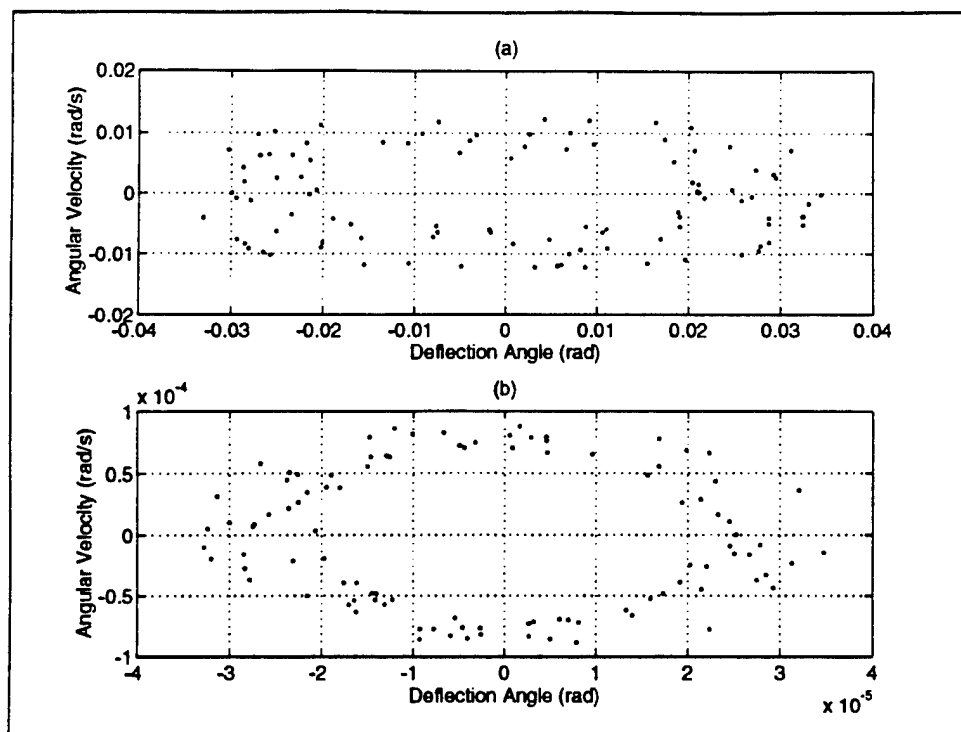 (a)
0.02
0.01
0
-0.01
-0.02
Angular Velocity (rad/s)
-0.04 -0.03 -0.02 -0.01 0 0.01 0.02 0.03 0.04
Deflection Angle (rad)
(b)
x 10^-4
1
0.5
0
-0.5
-1
Angular Velocity (rad/s)
-4 -3 -2 -1 0 1 2 3 4
Deflection Angle (rad)
x 10^-5